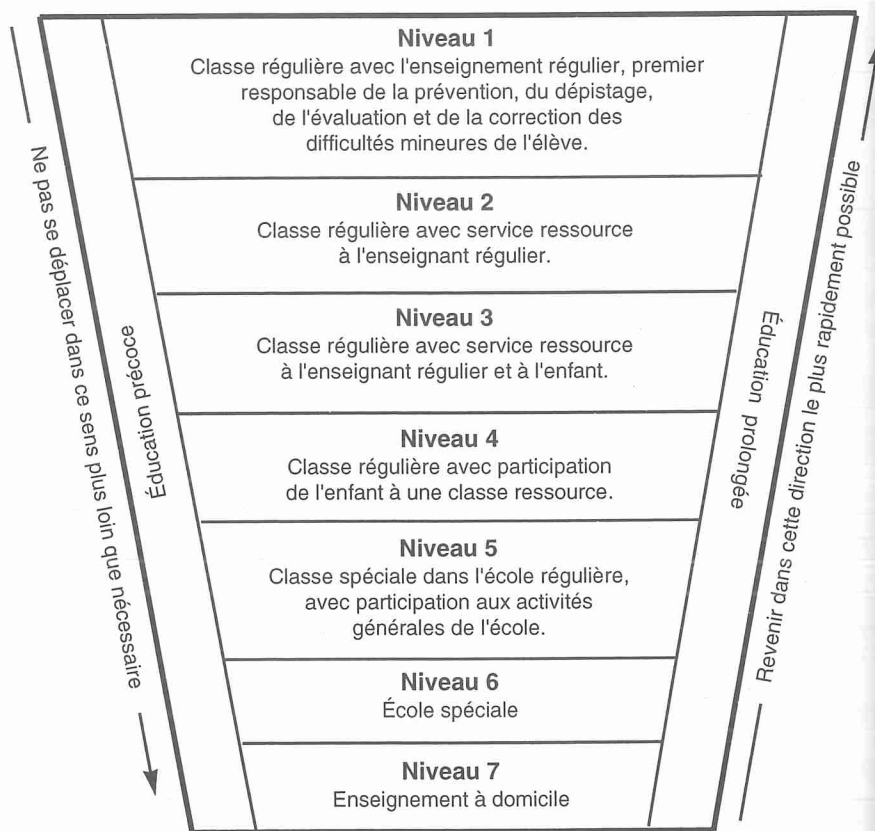 Niveau 1
Classe régulière avec l'enseignement régulier, premier
responsable de la prévention, du dépistage,
de l'évaluation et de la correction des
difficultés mineures de l'élève.
Niveau 2
Classe régulière avec service ressource
à l'enseignant régulier.
Niveau 3
Classe régulière avec service ressource
à l'enseignant régulier et à l'enfant.
Niveau 4
Classe régulière avec participation
de l'enfant à une classe ressource.
Niveau 5
Classe spéciale dans l'école régulière,
avec participation aux activités
générales de l'école.
Niveau 6
École spéciale
Niveau 7
Enseignement à domicile
Ne pas se déplacer dans ce sens plus loin que nécessaire
Éducation précoce
Éducation prolongée
Revenir dans cette direction le plus rapidement possible